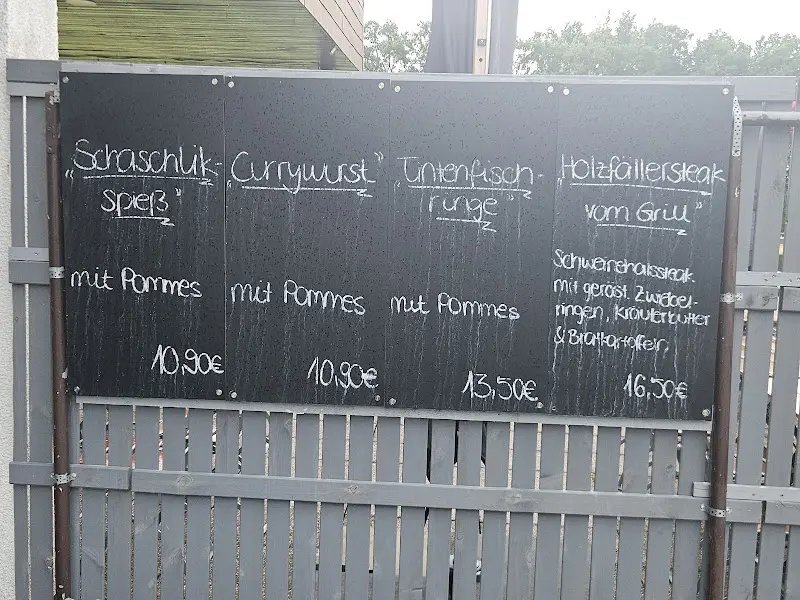 „Schaschlik-
spieß"
mit Pommes
10,90€
„Currywurst"
mit Pommes
10,90€
„Tintenfisch-
ringe"
mit Pommes
13,50€
„Holzfällersteak
vom Grill"
Schweinehalssteak
mit geröst. Zwiebel-
ringen, Kräuterbutter
& Bratkartoffeln
16,50€